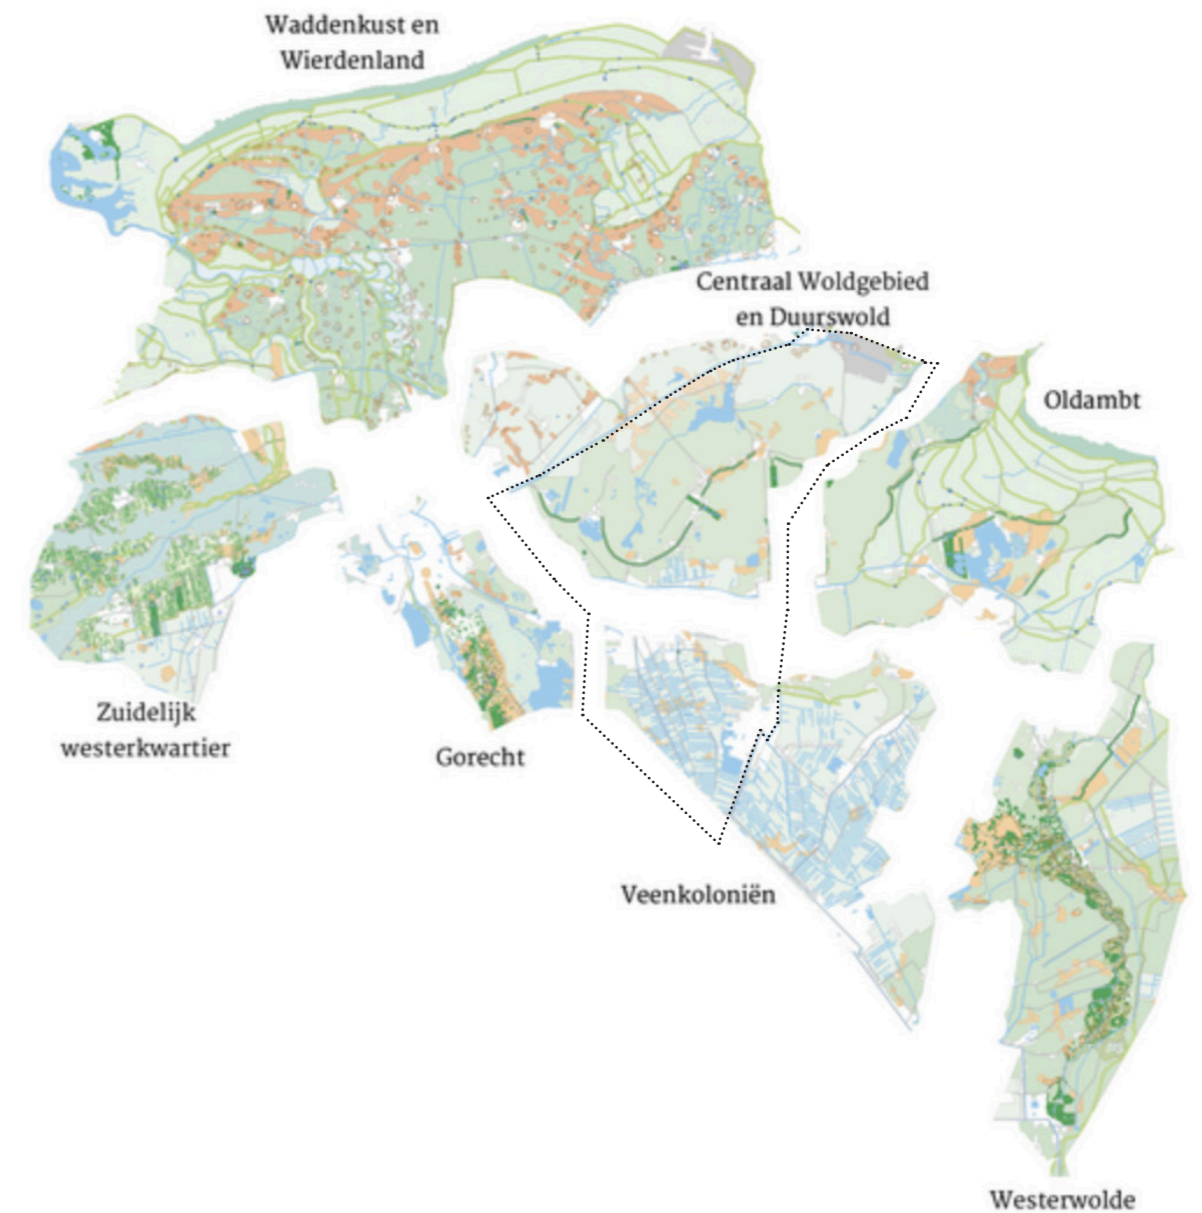 Waddenkust en
Wierdenland
Centraal Woldgebied
en Duurswold
Oldambt
Zuidelijk
westerkwartier
Gorecht
Veenkoloniën
Westerwolde